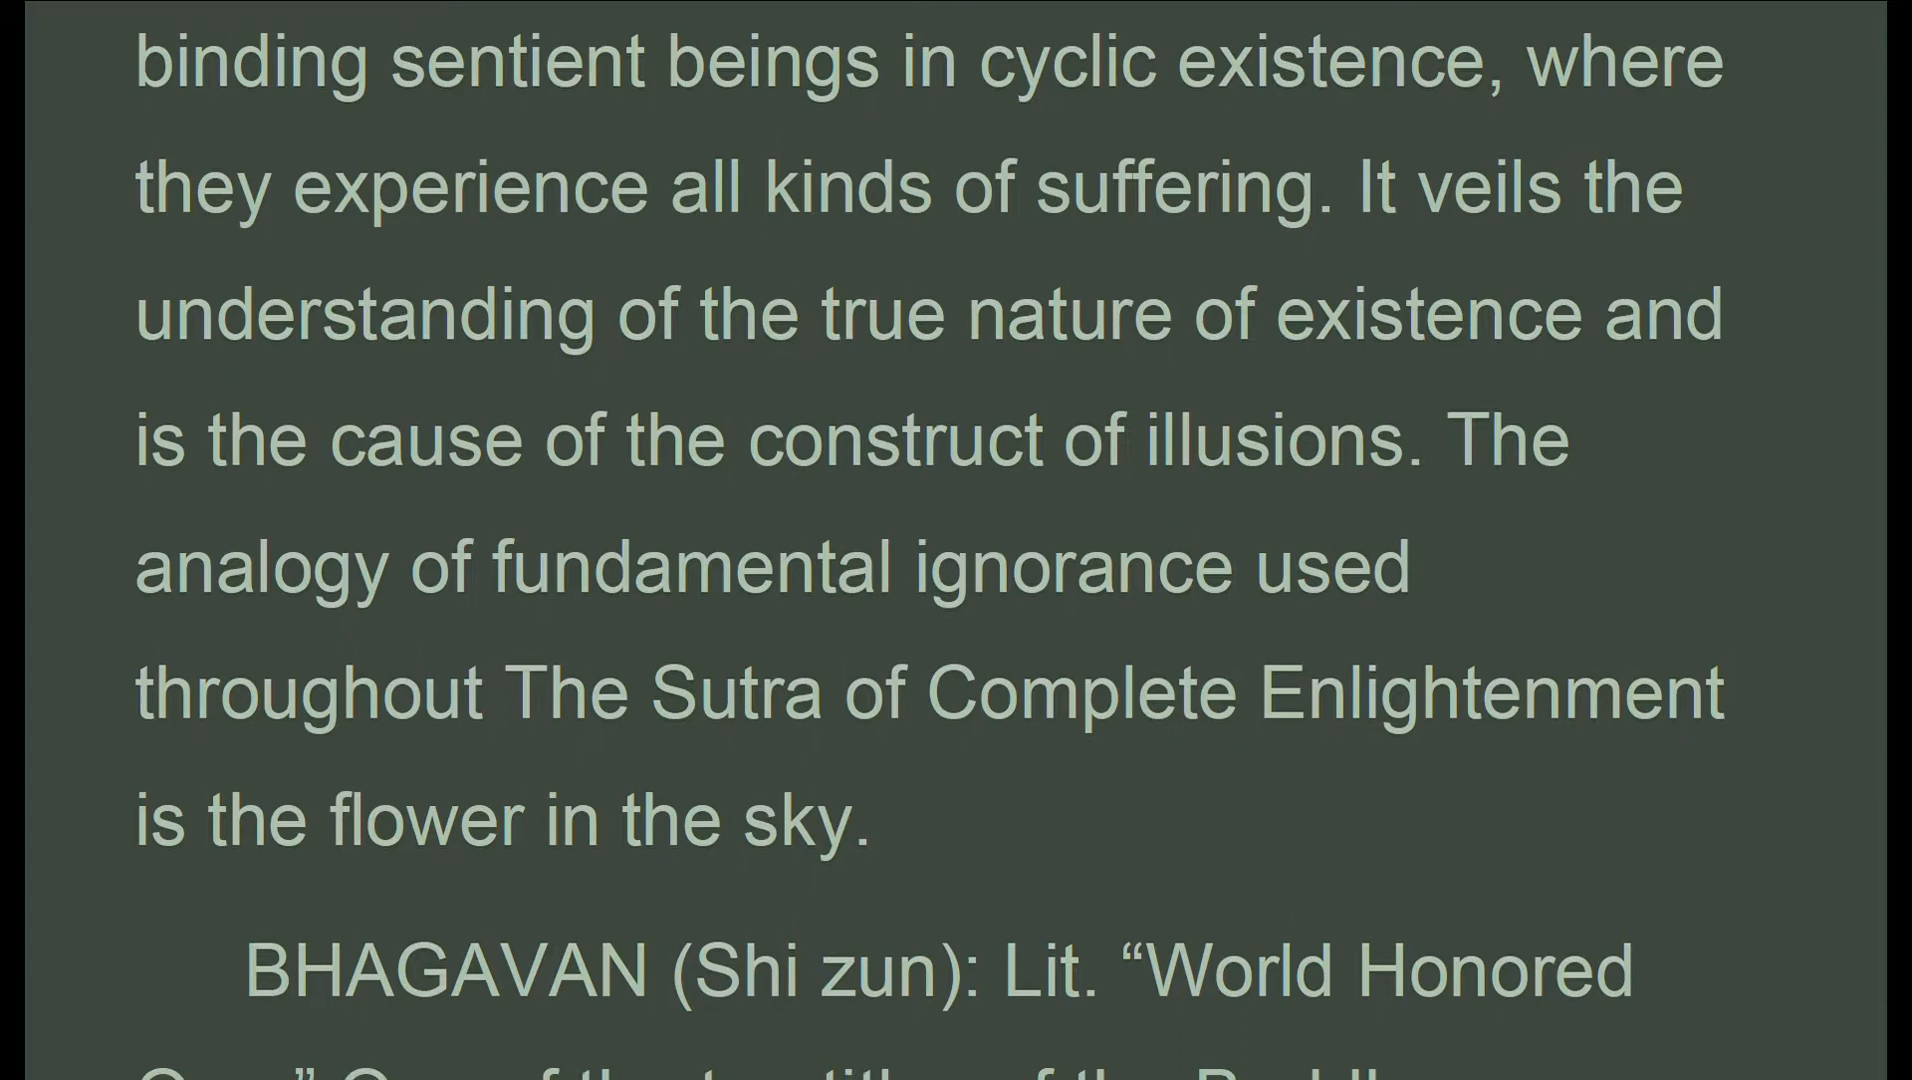 binding sentient beings in cyclic existence, where
they experience all kinds of suffering. It veils the
understanding of the true nature of existence and
is the cause of the construct of illusions. The
analogy of fundamental ignorance used
throughout The Sutra of Complete Enlightenment
is the flower in the sky.
BHAGAVAN (Shi zun): Lit. “World Honored